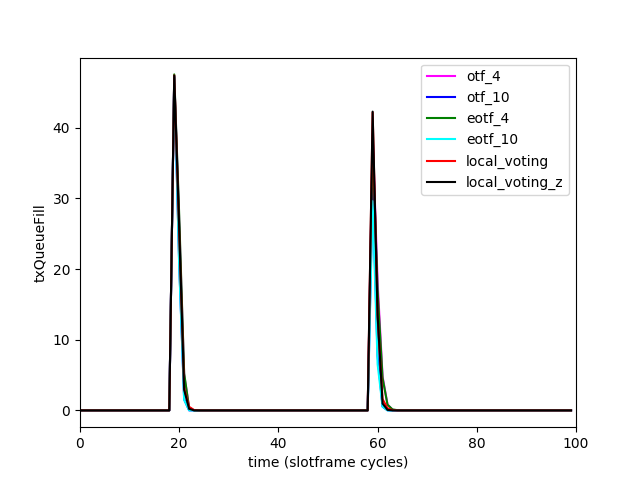 otf_4
otf_10
eotf_4
eotf_10
local_voting
local_voting_z
txQueueFill
40
30
20
10
0
0 20 40 60 80 100
time (slotframe cycles)